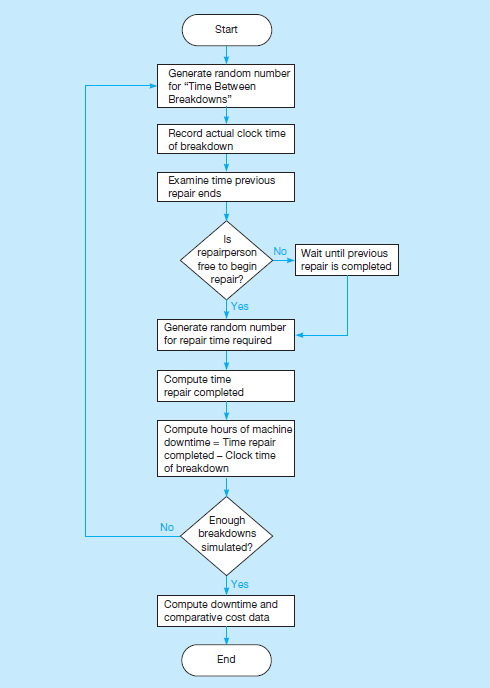 Start
Generate random number
for “Time Between
Breakdowns”
Record actual clock time
of breakdown
Examine time previous
repair ends
Is
repairperson
free to begin
repair?
No
Wait until previous
repair is completed
Yes
Generate random number
for repair time required
Compute time
repair completed
Compute hours of machine
downtime = Time repair
completed – Clock time
of breakdown
Enough
breakdowns
simulated?
No
Yes
Compute downtime and
comparative cost data
End